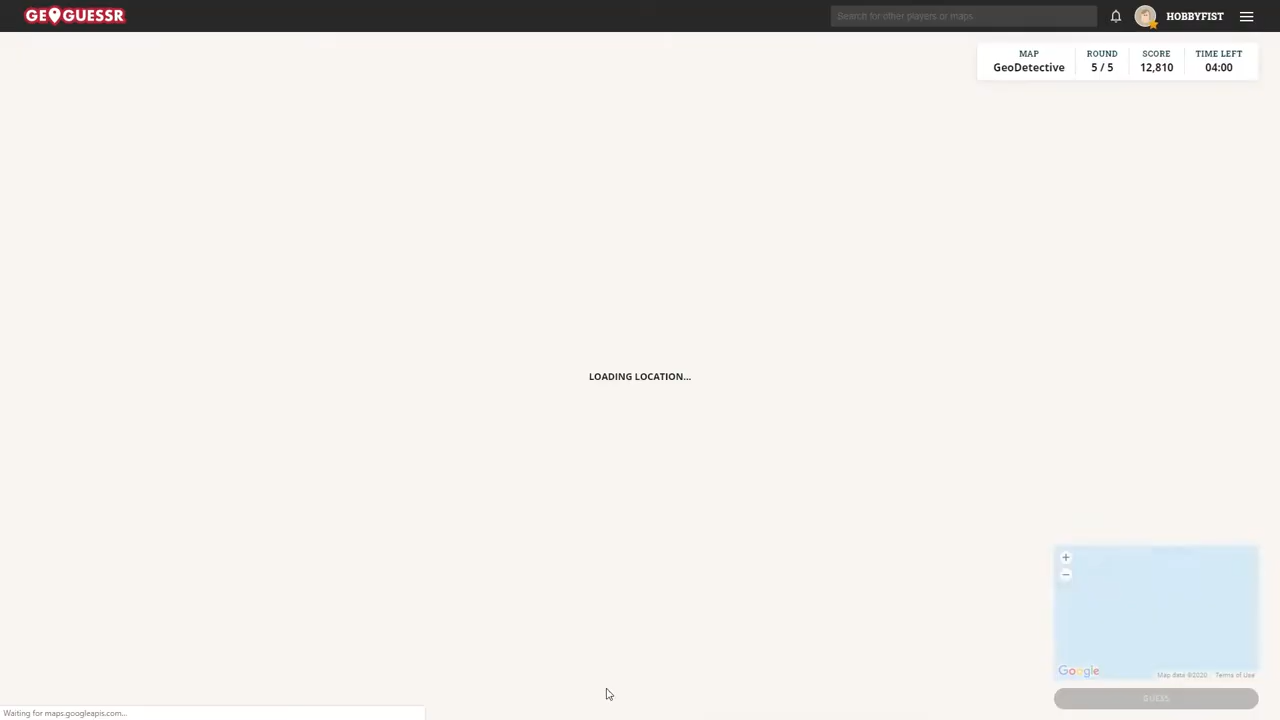 GEOGUESSR
Search for other players or maps
HOBBYFIST
MAP
GeoDetective
ROUND
5 / 5
SCORE
12,810
TIME LEFT
04:00
LOADING LOCATION...
+
−
Google
Map data ©2020
Terms of Use
Waiting for maps.googleapis.com...